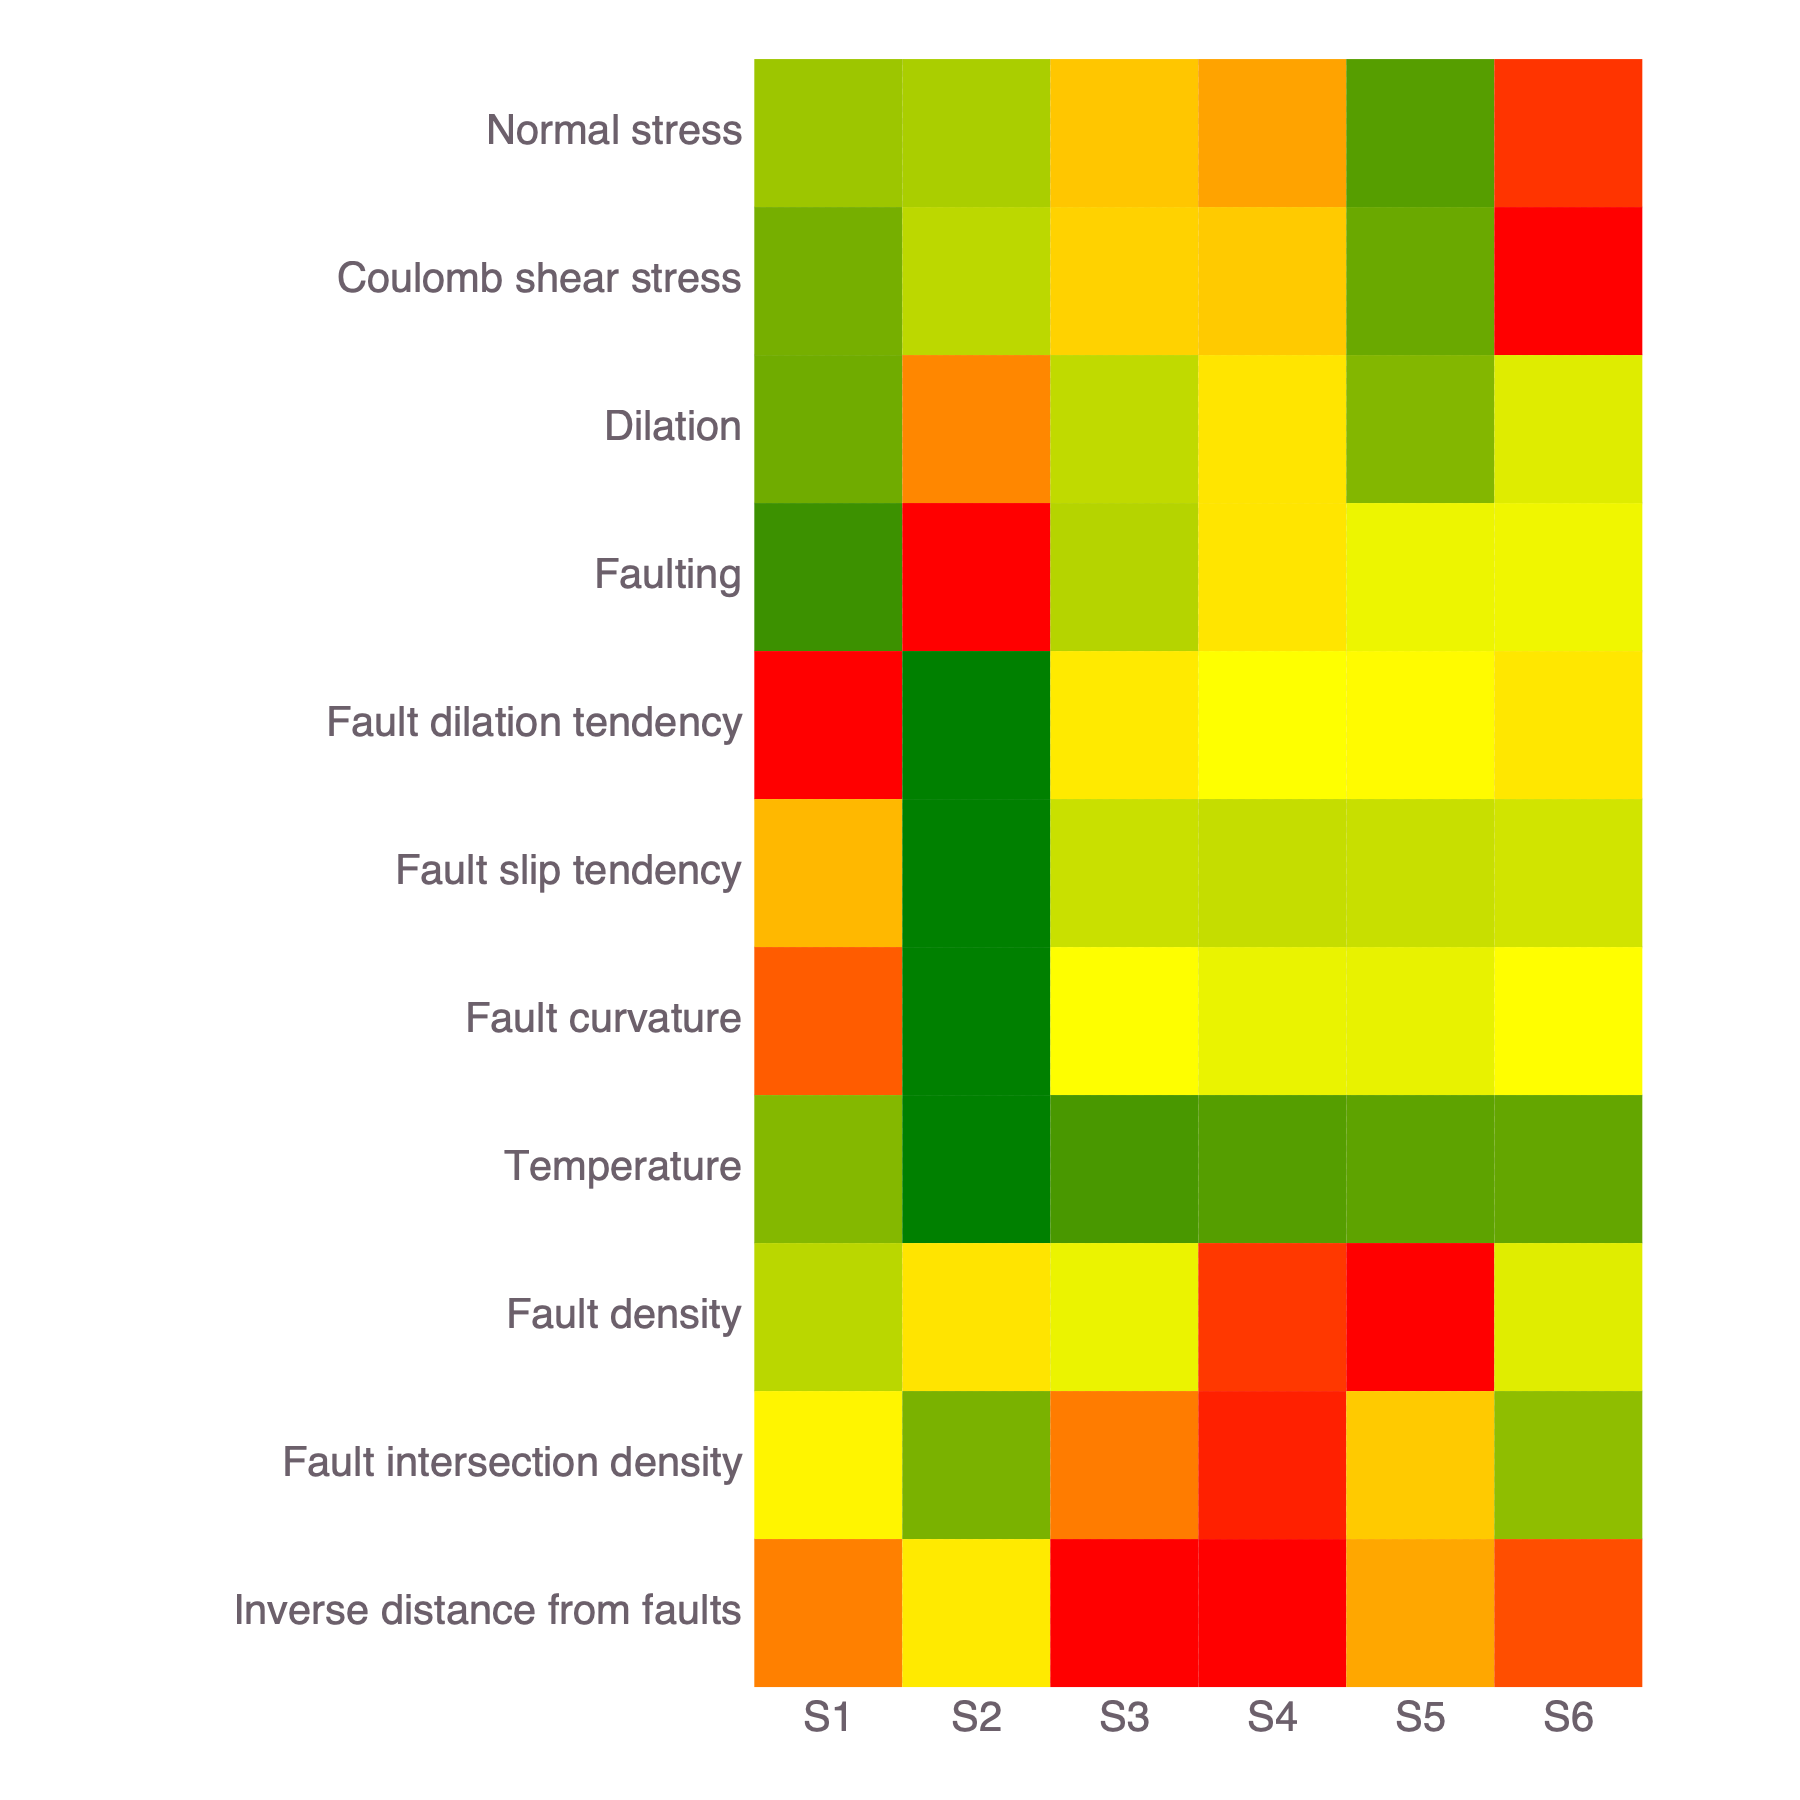 Normal stress
Coulomb shear stress
Dilation
Faulting
Fault dilation tendency
Fault slip tendency
Fault curvature
Temperature
Fault density
Fault intersection density
Inverse distance from faults
S1 S2 S3 S4 S5 S6